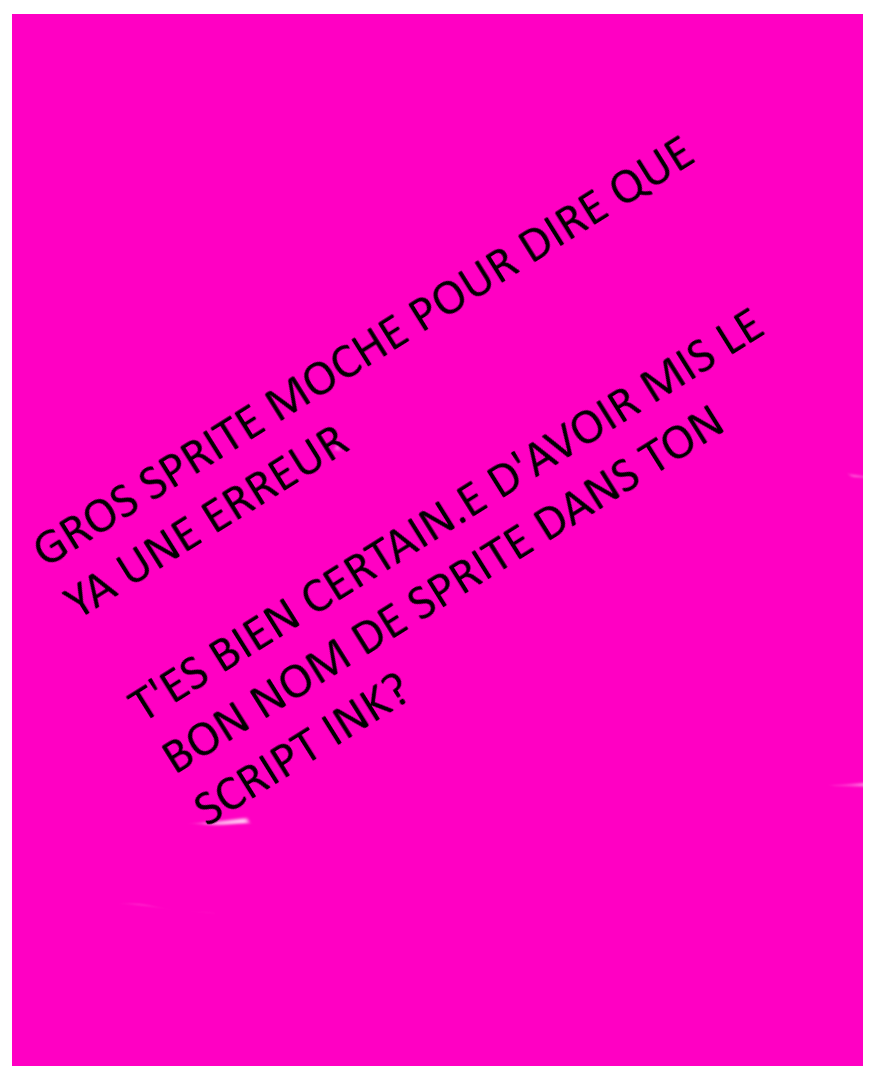 GROS SPRITE MOCHE POUR DIRE QUE
YA UNE ERREUR
T'ES BIEN CERTAIN.E D'AVOIR MIS LE
BON NOM DE SPRITE DANS TON
SCRIPT INK?